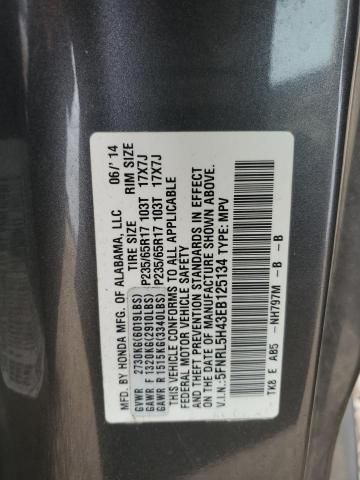 MFG. BY HONDA MFG. OF ALABAMA, LLC 06/'14
TIRE SIZE RIM SIZE
GVWR 2730KG(6019LBS)
GAWR F 1320KG(2910LBS) P235/65R17 103T 17X7J
GAWR R 1515KG(3340LBS) P235/65R17 103T 17X7J
THIS VEHICLE CONFORMS TO ALL APPLICABLE
FEDERAL MOTOR VEHICLE SAFETY
AND THEFT PREVENTION STANDARDS IN EFFECT
ON THE DATE OF MANUFACTURE SHOWN ABOVE.
V.I.N.:5FNRL5H43EB125134 TYPE: MPV
TK8 E AB5 -NH797M - B - B